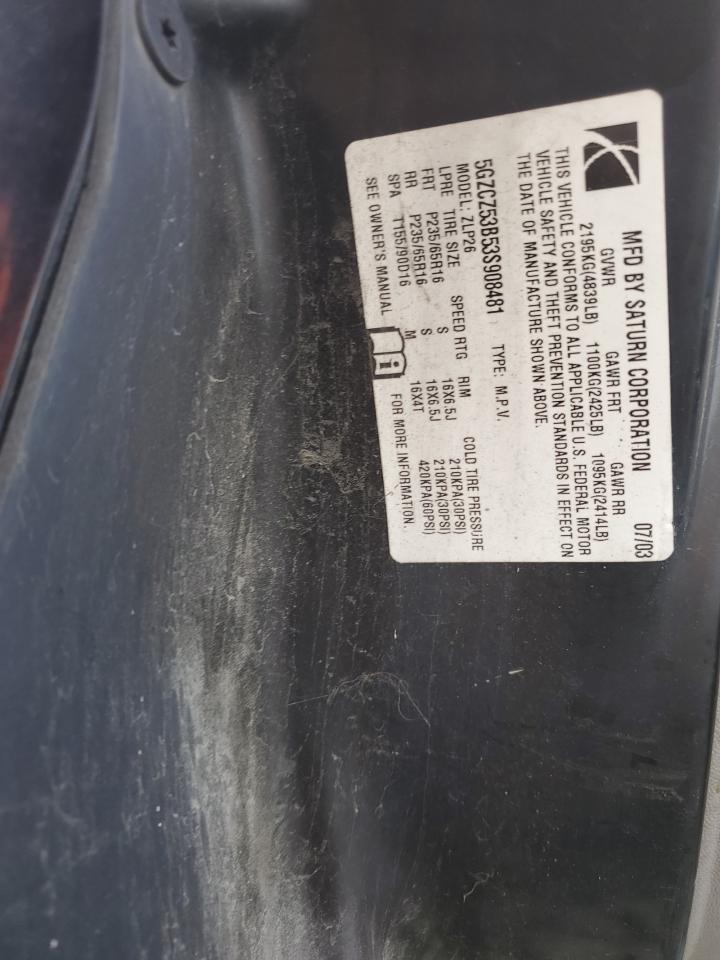 MFD BY SATURN CORPORATION 07/03
GVWR GAWR FRT GAWR RR
2195KG(4839LB) 1100KG(2425LB) 1095KG(2414LB)
THIS VEHICLE CONFORMS TO ALL APPLICABLE U.S. FEDERAL MOTOR
VEHICLE SAFETY AND THEFT PREVENTION STANDARDS IN EFFECT ON
THE DATE OF MANUFACTURE SHOWN ABOVE.
5GZCZ53B53S908481 TYPE: M.P.V.
MODEL: ZLP26
LPRE TIRE SIZE SPEED RTG RIM COLD TIRE PRESSURE
FRT P235/65R16 S 16X6.5J 210KPA(30PSI)
RR P235/65R16 S 16X6.5J 210KPA(30PSI)
SPA T155/90D16 M 16X4T 420KPA(60PSI)
SEE OWNER'S MANUAL FOR MORE INFORMATION.